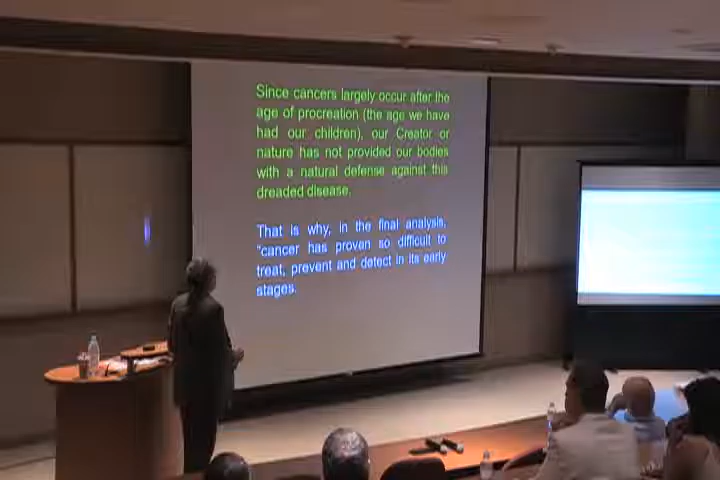 Since cancers largely occur after the
age of procreation (the age we have
had our children), our Creator or
nature has not provided our bodies
with a natural defense against this
dreaded disease.
That is why, in the final analysis,
"cancer has proven so difficult to
treat, prevent and detect in its early
stages.